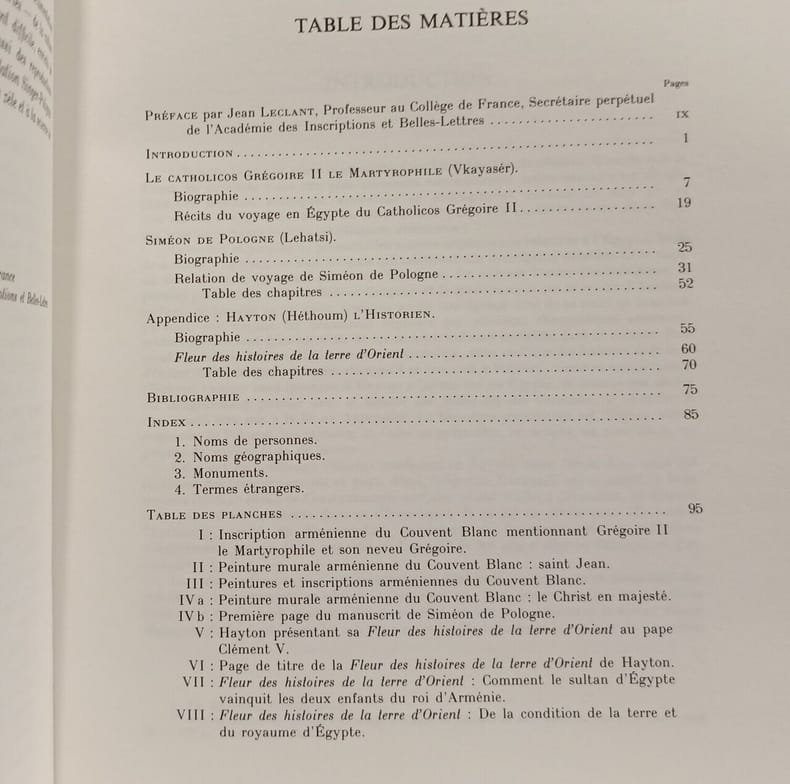 TABLE DES MATIÈRES
Pages
PRÉFACE par Jean LECLANT, Professeur au Collège de France, Secrétaire perpétuel
de l'Académie des Inscriptions et Belles-Lettres .......................... IX
INTRODUCTION .......................... 1
LE CATHOLICOS GRÉGOIRE II LE MARTYROPHILE (Vkayasér).
Biographie .......................... 7
Récits du voyage en Égypte du Catholicos Grégoire II .......................... 19
SIMÉON DE POLOGNE (Lehatsi).
Biographie .......................... 25
Relation de voyage de Siméon de Pologne .......................... 31
Table des chapitres .......................... 52
Appendice : HAYTON (Héthoum) L'HISTORIEN.
Biographie .......................... 55
Fleur des histoires de la terre d'Orient .......................... 60
Table des chapitres .......................... 70
BIBLIOGRAPHIE .......................... 75
INDEX .......................... 85
1. Noms de personnes.
2. Noms géographiques.
3. Monuments.
4. Termes étrangers.
TABLE DES PLANCHES .......................... 95
I : Inscription arménienne du Couvent Blanc mentionnant Grégoire II
le Martyrophile et son neveu Grégoire.
II : Peinture murale arménienne du Couvent Blanc : saint Jean.
III : Peintures et inscriptions arméniennes du Couvent Blanc.
IVa : Peinture murale arménienne du Couvent Blanc : le Christ en majesté.
IVb : Première page du manuscrit de Siméon de Pologne.
V : Hayton présentant sa Fleur des histoires de la terre d'Orient au pape
Clément V.
VI : Page de titre de la Fleur des histoires de la terre d'Orient de Hayton.
VII : Fleur des histoires de la terre d'Orient : Comment le sultan d'Égypte
vainquit les deux enfants du roi d'Arménie.
VIII : Fleur des histoires de la terre d'Orient : De la condition de la terre et
du royaume d'Égypte.